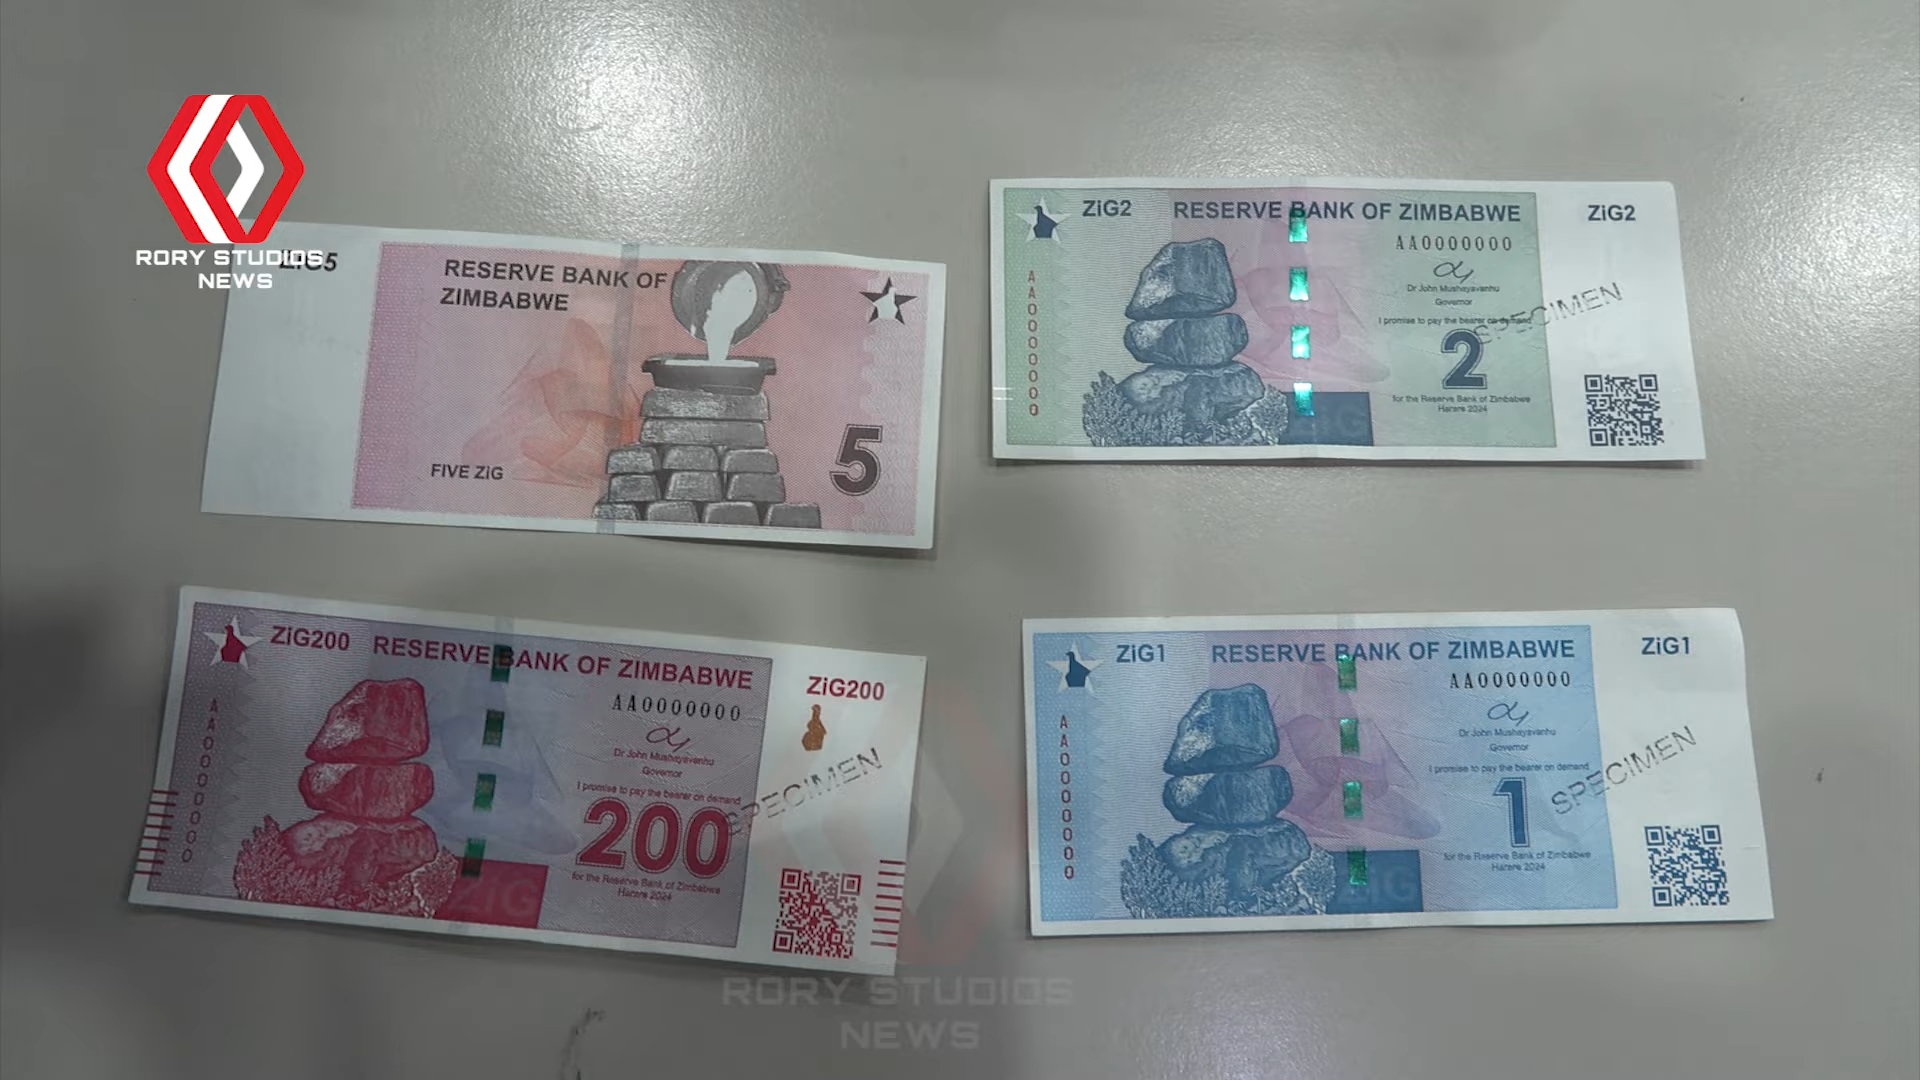 RORY STUDIOS
NEWS
ZiG5
RESERVE BANK OF
ZIMBABWE
FIVE ZiG
5
ZiG2
RESERVE BANK OF ZIMBABWE
ZiG2
AA0000000
AA0000000
Dr John Mushayavanhu
Governor
I promise to pay the bearer on demand
SPECIMEN
2
for the Reserve Bank of Zimbabwe
Harare 2024
ZiG
ZiG200
RESERVE BANK OF ZIMBABWE
ZiG200
AA0000000
AA0000000
Dr John Mushayavanhu
Governor
I promise to pay the bearer on demand
SPECIMEN
200
for the Reserve Bank of Zimbabwe
Harare 2024
ZiG
ZiG1
RESERVE BANK OF ZIMBABWE
ZiG1
AA0000000
AA0000000
Dr John Mushayavanhu
Governor
I promise to pay the bearer on demand
SPECIMEN
1
for the Reserve Bank of Zimbabwe
Harare 2024
ZiG
RORY STUDIOS
NEWS